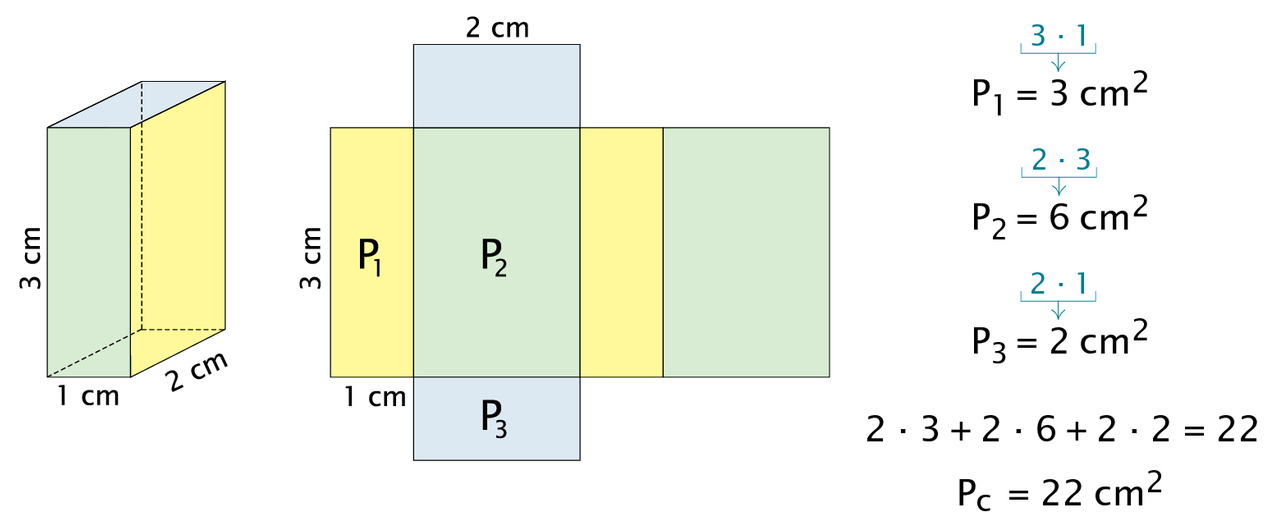 3 cm
1 cm
2 cm
2 cm
3 cm
P₁
P₂
1 cm
P₃
3 · 1
P₁ = 3 cm²
2 · 3
P₂ = 6 cm²
2 · 1
P₃ = 2 cm²
2 · 3 + 2 · 6 + 2 · 2 = 22
P_C = 22 cm²